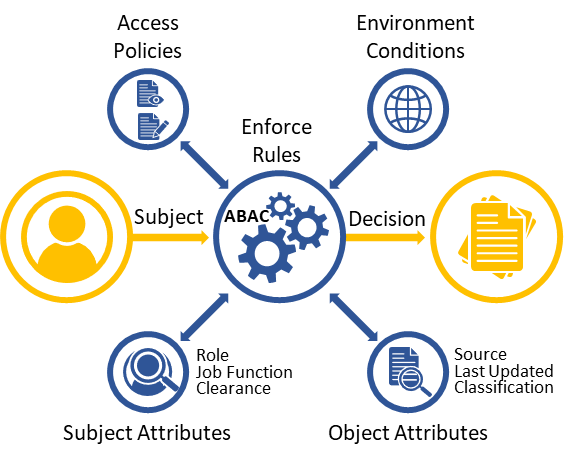 Access
Policies
Environment
Conditions
Enforce
Rules
Subject
ABAC
Decision
Role
Job Function
Clearance
Source
Last Updated
Classification
Subject Attributes
Object Attributes